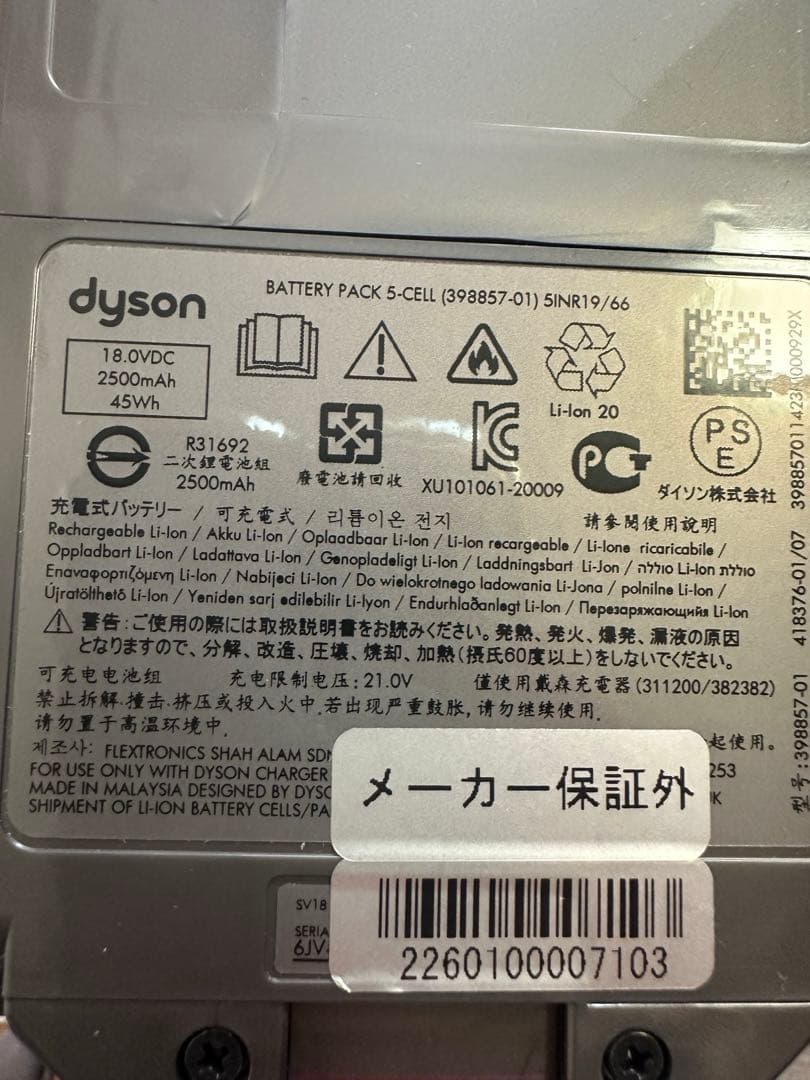 dyson
BATTERY PACK 5-CELL (398857-01) 5INR19/66
18.0VDC
2500mAh
45Wh
Li-Ion 20
R31692
二次鋰電池組
2500mAh
廢電池請回收
XU101061-20009
PS
E
ダイソン株式会社
充電式バッテリー / 可充電式 / 리튬이온 전지
請參閱使用說明
Rechargeable Li-Ion / Akku Li-Ion / Oplaadbaar Li-Ion / Li-Ion recargeable / Li-Ione ricaricabile /
Oppladbart Li-Ion / Ladattava Li-Ion / Genopladeligt Li-Ion / Laddningsbart Li-Jon / סוללת Li-Ion סוללה
Επαναφορτιζόμενη Li-Ion / Nabijeci Li-Ion / Do wielokrotnego ladowania Li-Jona / polnilne Li-Ion /
Újratölthető Li-Ion / Yeniden sarj edilebilir Li-Iyon / Endurhlaðanlegt Li-Ion / Перезаряжающийя Li-Ion
警告:ご使用の際には取扱説明書をお読みください。発熱、発火、爆発、漏液の原因
となりますので、分解、改造、圧壊、焼却、加熱(摂氏60度以上)をしないでください。
可充电电池组 充电限制电压:21.0V 僅使用戴森充電器(311200/382382)
禁止拆解.撞击.挤压或投入火中.若出现严重鼓胀,请勿继续使用.
请勿置于高温环境中.
起使用。
제조사: FLEXTRONICS SHAH ALAM SDN
FOR USE ONLY WITH DYSON CHARGER
253
MADE IN MALAYSIA DESIGNED BY DYSO
SHIPMENT OF LI-ION BATTERY CELLS/PA
型号:398857-01 418376-01/07
メーカー保証外
SV18
SERIA
6JV
2260100007103